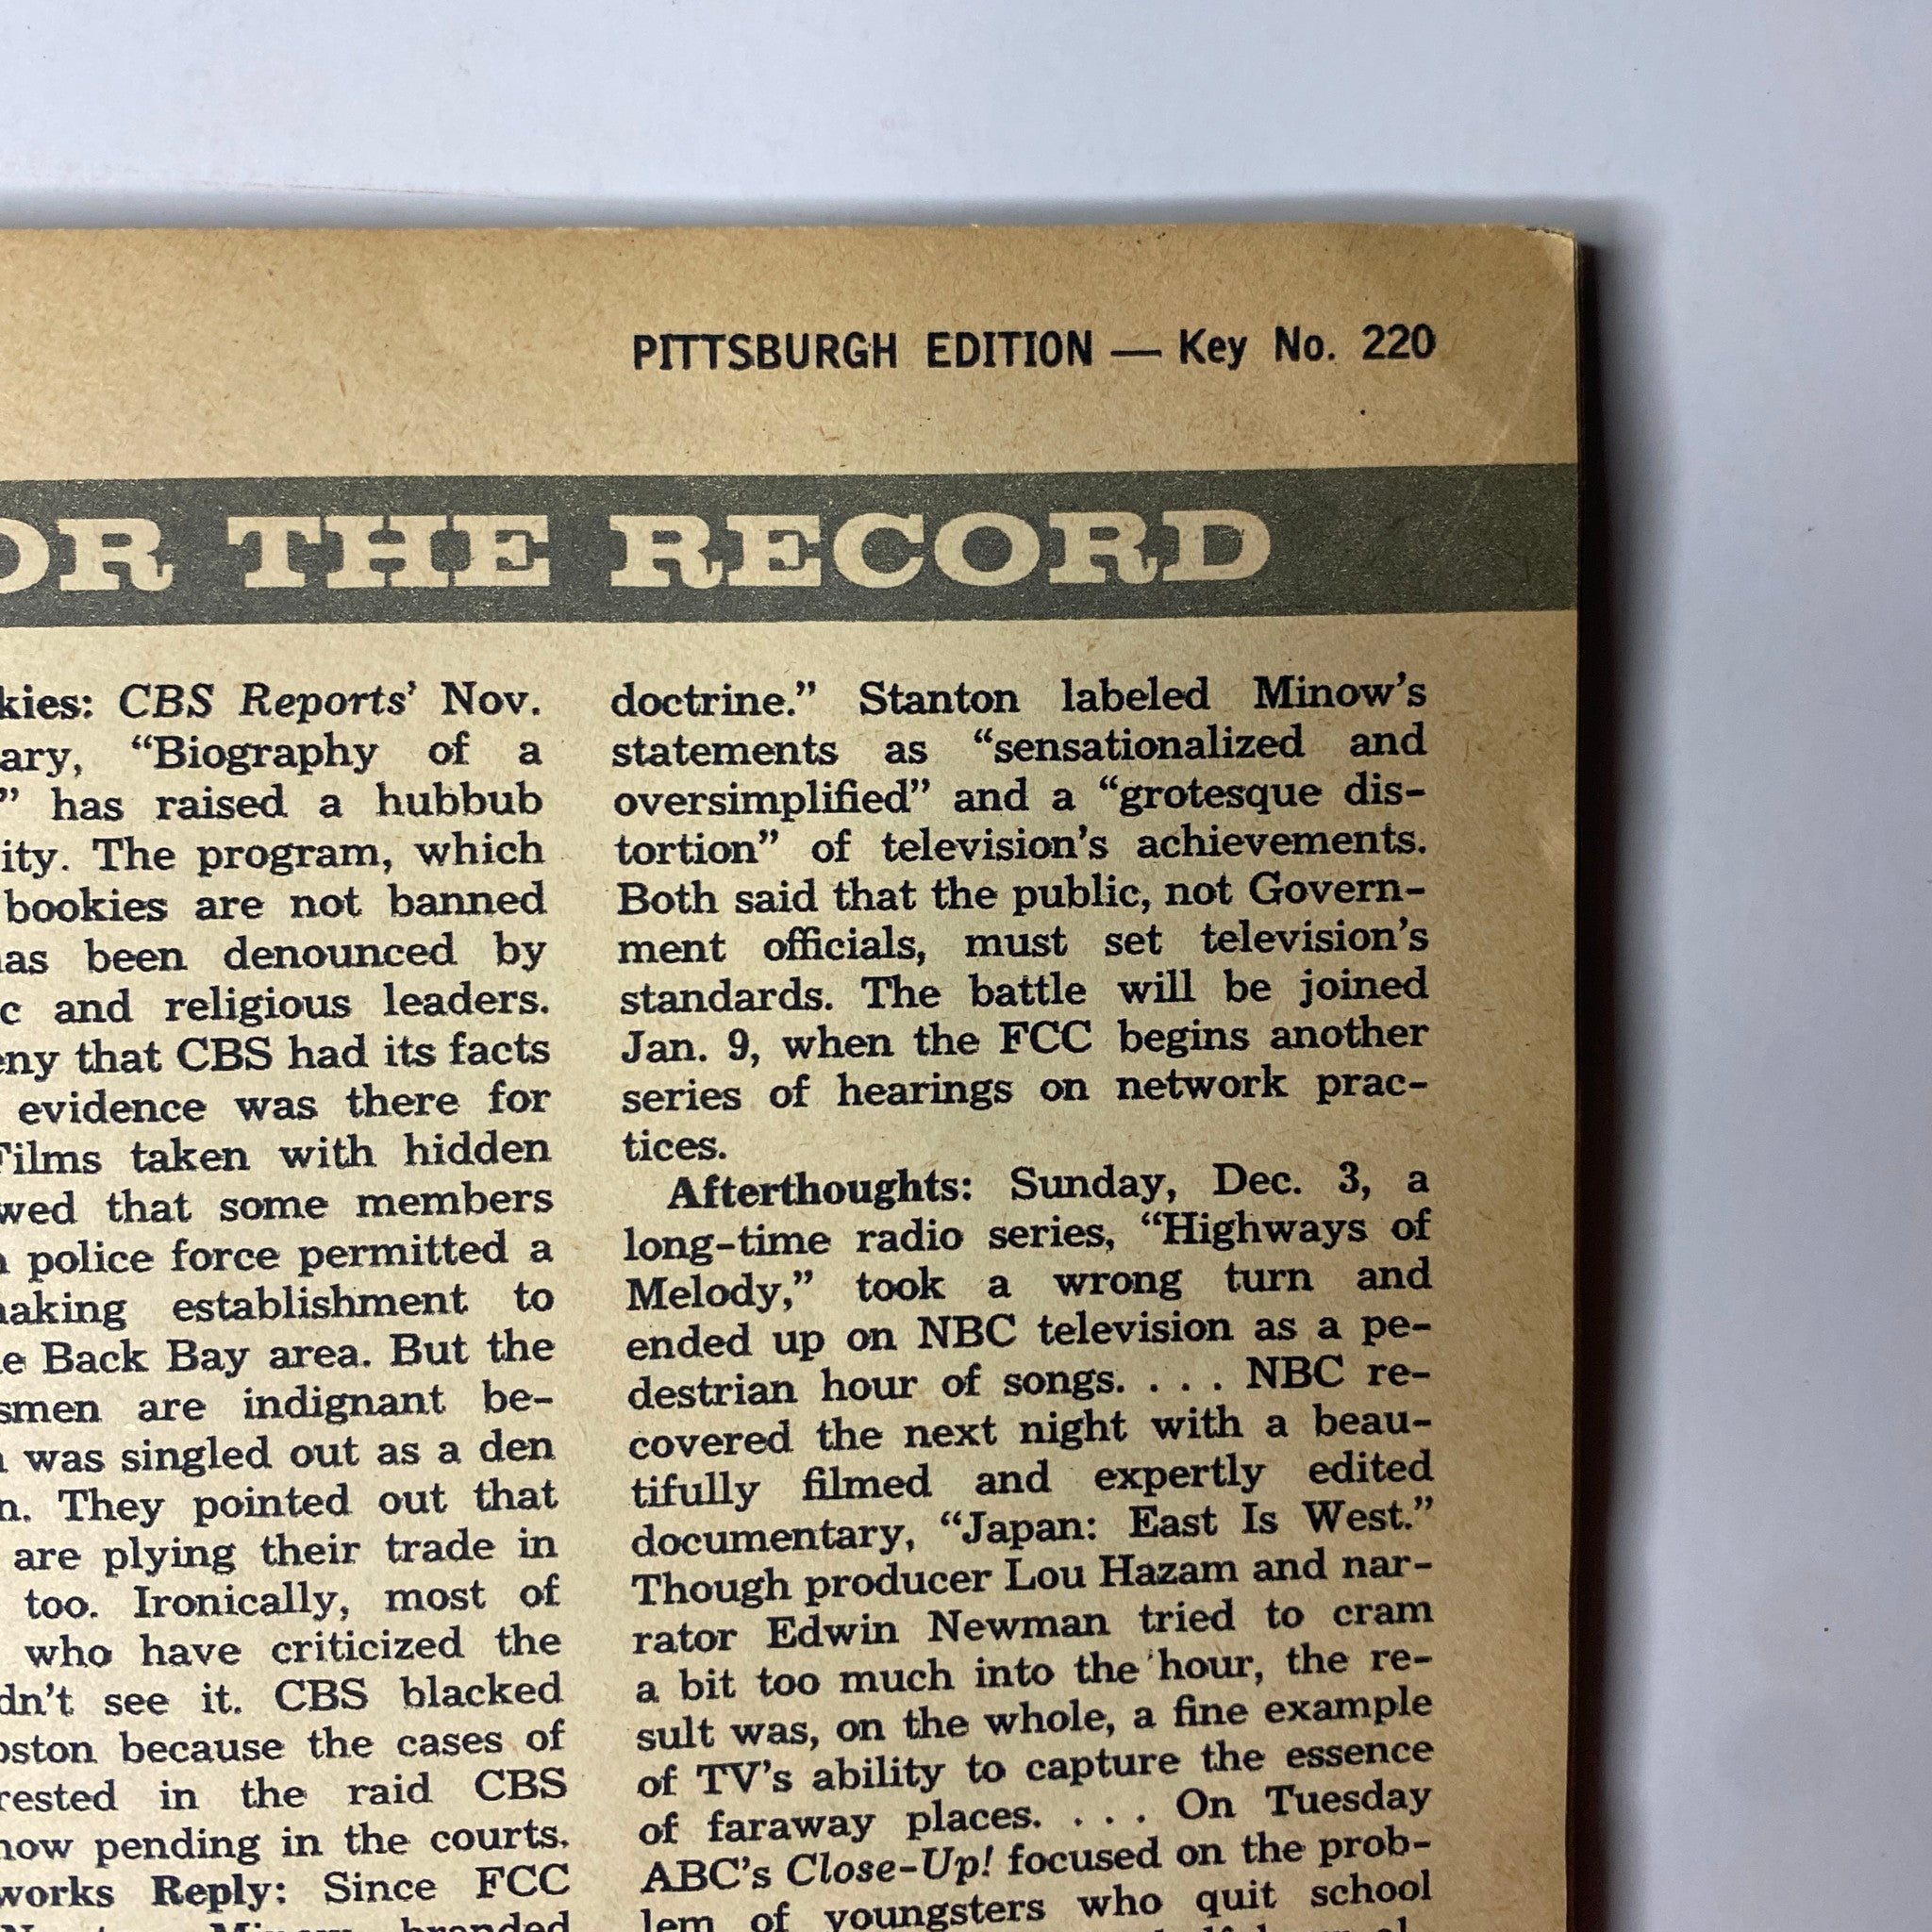 PITTSBURGH EDITION — Key No. 220
OR THE RECORD
kies: CBS Reports' Nov.
ary, “Biography of a
” has raised a hubbub
ity. The program, which
bookies are not banned
as been denounced by
c and religious leaders.
eny that CBS had its facts
evidence was there for
Films taken with hidden
wed that some members
police force permitted a
aking establishment to
e Back Bay area. But the
smen are indignant be-
was singled out as a den
n. They pointed out that
are plying their trade in
too. Ironically, most of
who have criticized the
dn't see it. CBS blacked
oston because the cases of
rested in the raid CBS
now pending in the courts.
works Reply: Since FCC
Minow branded
doctrine.” Stanton labeled Minow's
statements as “sensationalized and
oversimplified” and a “grotesque dis-
tortion” of television's achievements.
Both said that the public, not Govern-
ment officials, must set television's
standards. The battle will be joined
Jan. 9, when the FCC begins another
series of hearings on network prac-
tices.
Afterthoughts: Sunday, Dec. 3, a
long-time radio series, “Highways of
Melody,” took a wrong turn and
ended up on NBC television as a pe-
destrian hour of songs. . . . NBC re-
covered the next night with a beau-
tifully filmed and expertly edited
documentary, “Japan: East Is West.”
Though producer Lou Hazam and nar-
rator Edwin Newman tried to cram
a bit too much into the hour, the re-
sult was, on the whole, a fine example
of TV's ability to capture the essence
of faraway places. . . . On Tuesday
ABC's Close-Up! focused on the prob-
lem of youngsters who quit school